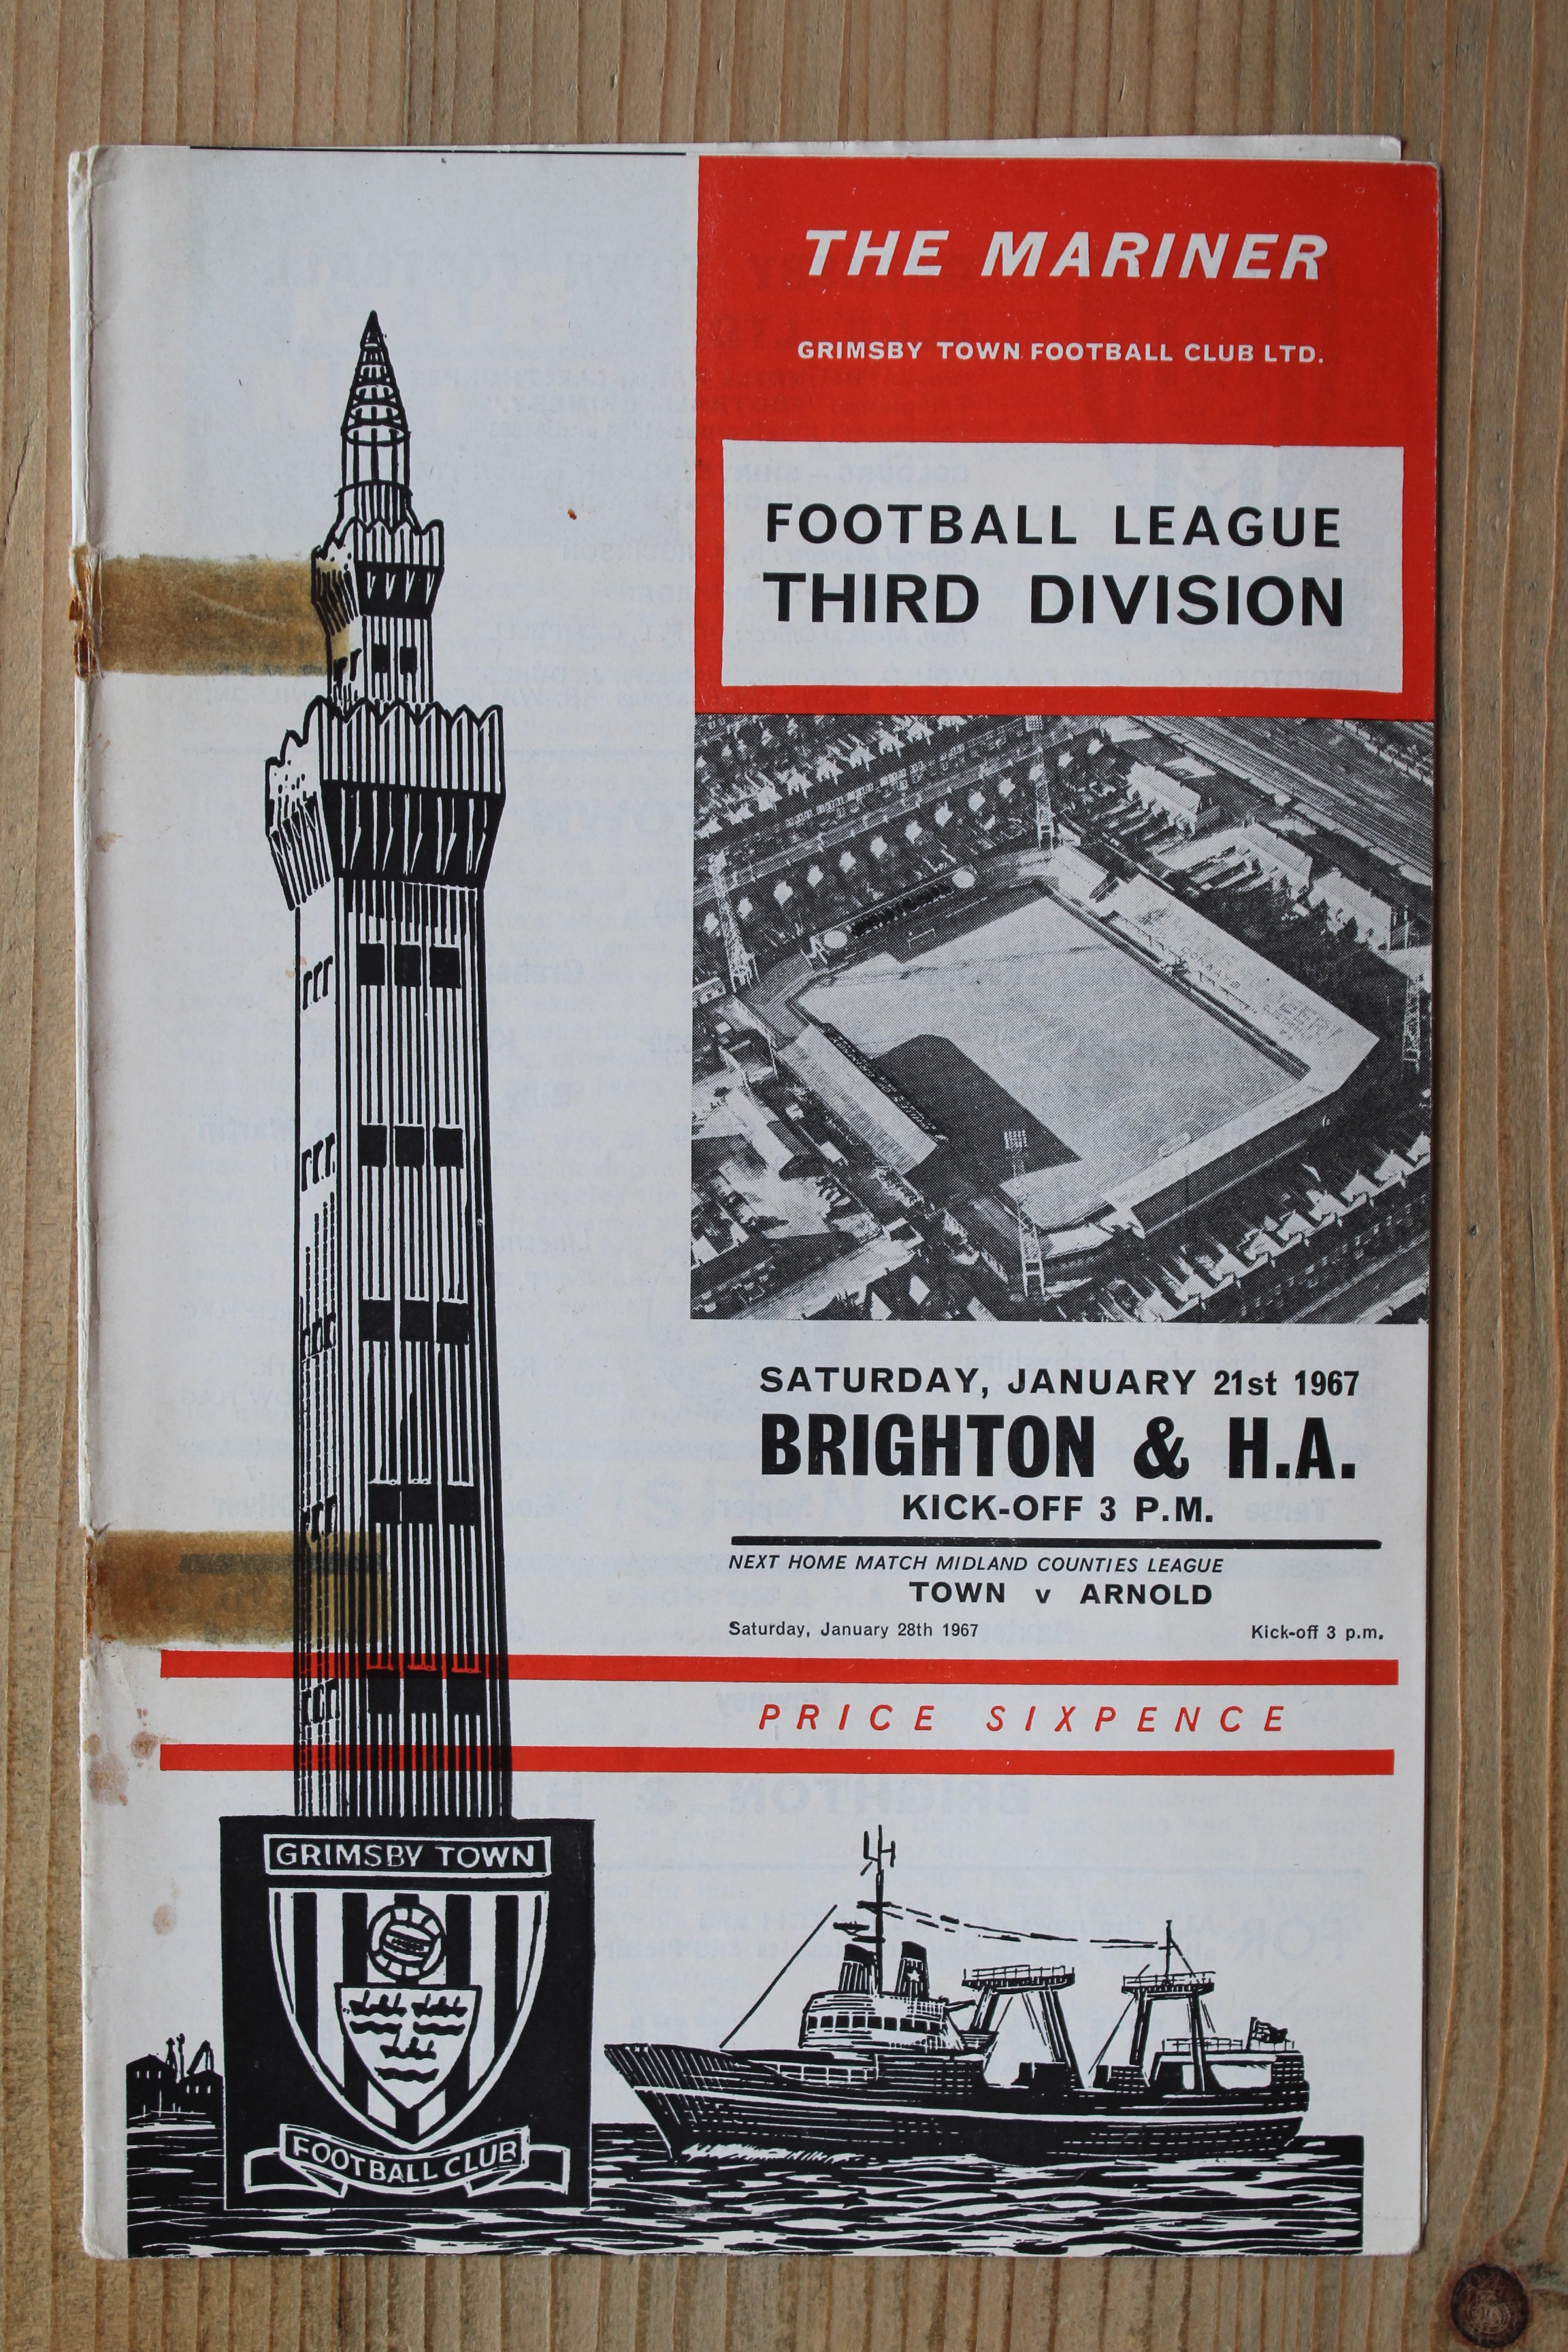 THE MARINER
GRIMSBY TOWN FOOTBALL CLUB LTD.
FOOTBALL LEAGUE
THIRD DIVISION
SATURDAY, JANUARY 21st 1967
BRIGHTON & H.A.
KICK-OFF 3 P.M.
NEXT HOME MATCH MIDLAND COUNTIES LEAGUE
TOWN v ARNOLD
Saturday, January 28th 1967 Kick-off 3 p.m.
PRICE SIXPENCE
GRIMSBY TOWN
FOOTBALL CLUB